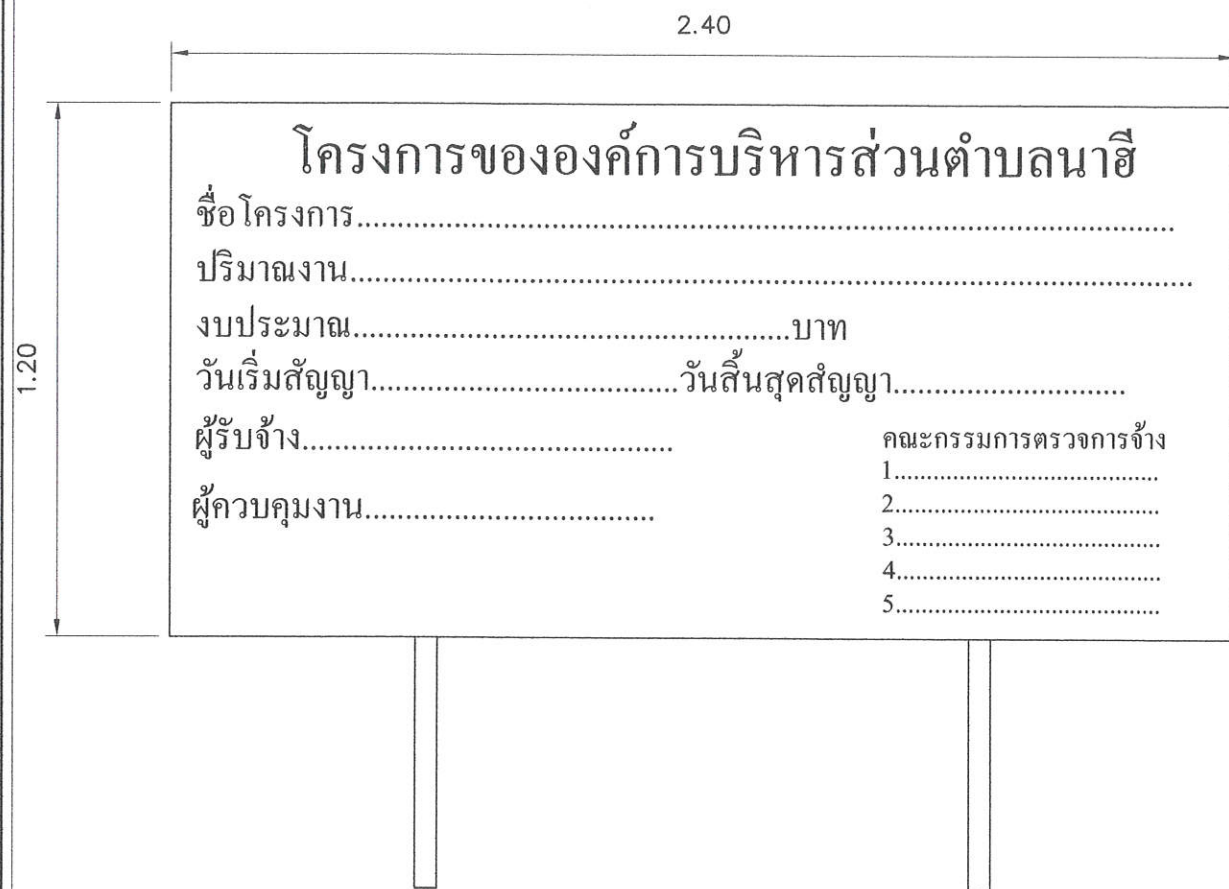 2.40
1.20
โครงการขององค์การบริหารส่วนตำบลนาฮี
ชื่อโครงการ..........................................................................................
ปริมาณงาน.............................................................................................
งบประมาณ.................................................บาท
วันเริ่มสัญญา..................................วันสิ้นสุดสํญญา..........................
ผู้รับจ้าง.........................................
ผู้ควบคุมงาน................................
คณะกรรมการตรวจการจ้าง
1.......................................
2.......................................
3.......................................
4.......................................
5.......................................